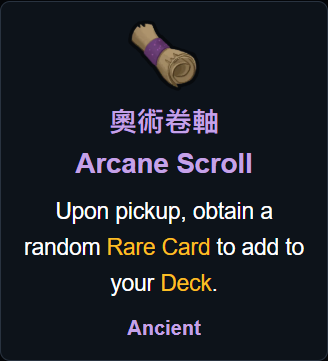 奧術卷軸
Arcane Scroll
Upon pickup, obtain a
random Rare Card to add to
your Deck.
Ancient